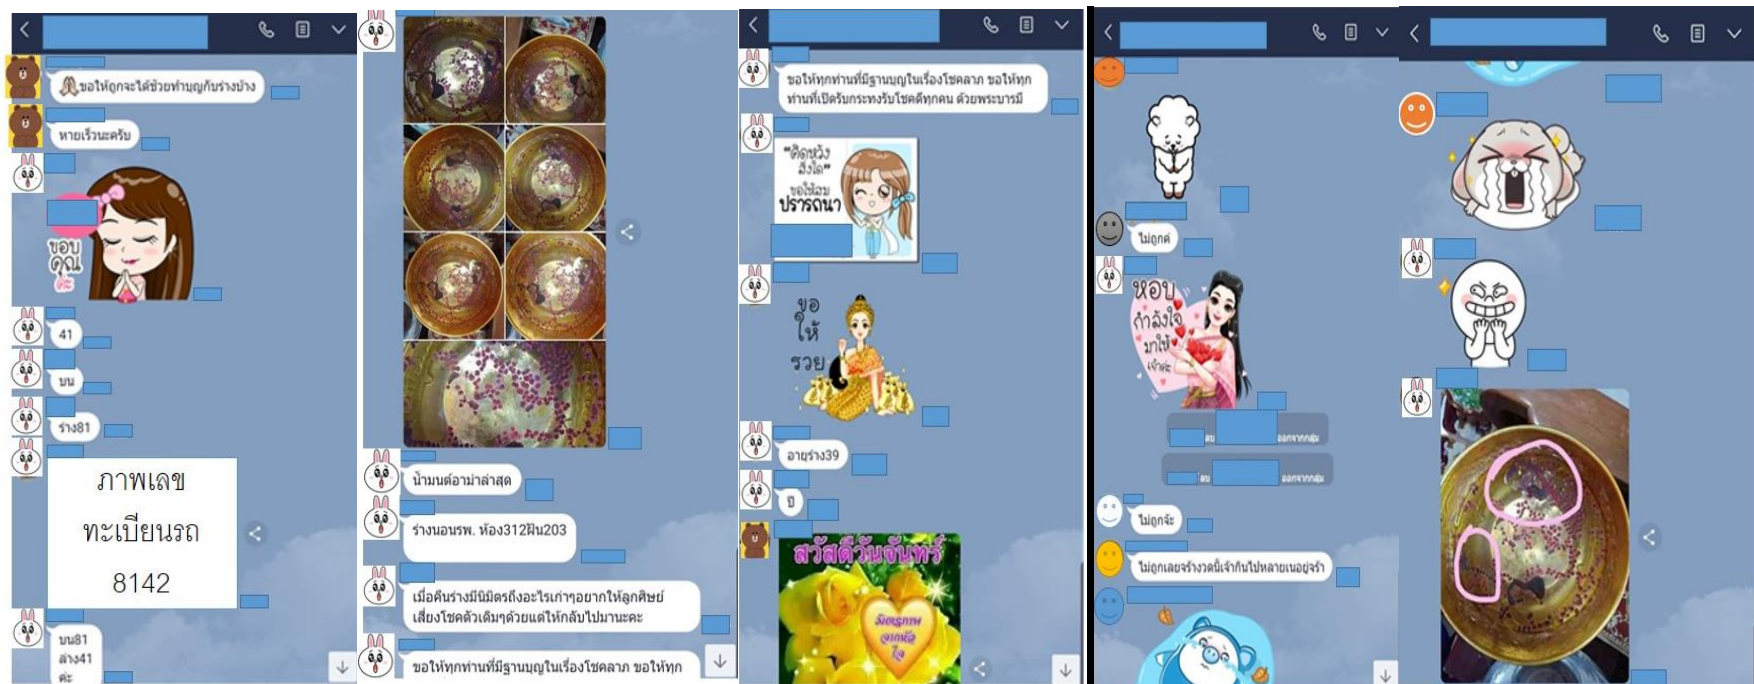 ขอให้ถูกจะได้ช่วยทำบุญกับร่างบ้าง
หายเร็วนะครับ
ขอบ
คุณ
ค่ะ
41
บน
ร่าง81
ภาพเลข
ทะเบียนรถ
8142
บน81
ล่าง41
ค่ะ
น้ำมนต์อาม่าล่าสุด
ร่างนอนรพ. ห้อง312ฝัน203
เมื่อคืนร่างมีนิมิตรถึงอะไรเก่าๆอยากให้ลูกศิษย์
เสี่ยงโชคตัวเดิมๆด้วยแต่ให้กลับไปมานะคะ
ขอให้ทุกท่านที่มีฐานบุญในเรื่องโชคลาภ ขอให้ทุก
ขอให้ทุกท่านที่มีฐานบุญในเรื่องโชคลาภ ขอให้ทุก
ท่านที่เปิดรับกระทงรับโชคดีทุกคน ด้วยพระบารมี
"คิดหวัง
สิ่งใด"
ขอให้สม
ปรารถนา
ขอ
ให้
รวย
อายุร่าง39
ปี
สวัสดีวันจันทร์
มิตรภาพ
จากหัว
ใจ
ไม่ถูกค่
หอบ
กำลังใจ
มาให้
เจ้าค่ะ
ลบ
ออกจากกลุ่ม
ลบ
ออกจากกลุ่ม
ไม่ถูกจ้ะ
ไม่ถูกเลยจร้างวดนี้เจ้ากินไปหลายเนอยู่จร้า